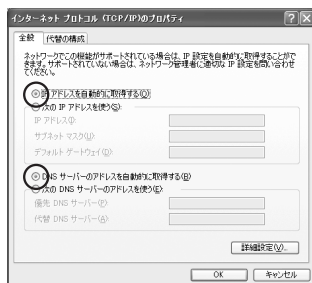 インターネット プロトコル (TCP/IP)のプロパティ
全般 代替の構成
ネットワークでこの機能がサポートされている場合は、IP 設定を自動的に取得することがで
きます。サポートされていない場合は、ネットワーク管理者に適切な IP 設定を問い合わせ
てください。
IP アドレスを自動的に取得する(O)
次の IP アドレスを使う(S):
IP アドレス(I):
サブネット マスク(U):
デフォルト ゲートウェイ(D):
DNS サーバーのアドレスを自動的に取得する(B)
次の DNS サーバーのアドレスを使う(E):
優先 DNS サーバー(P):
代替 DNS サーバー(A):
詳細設定(V)...
OK キャンセル